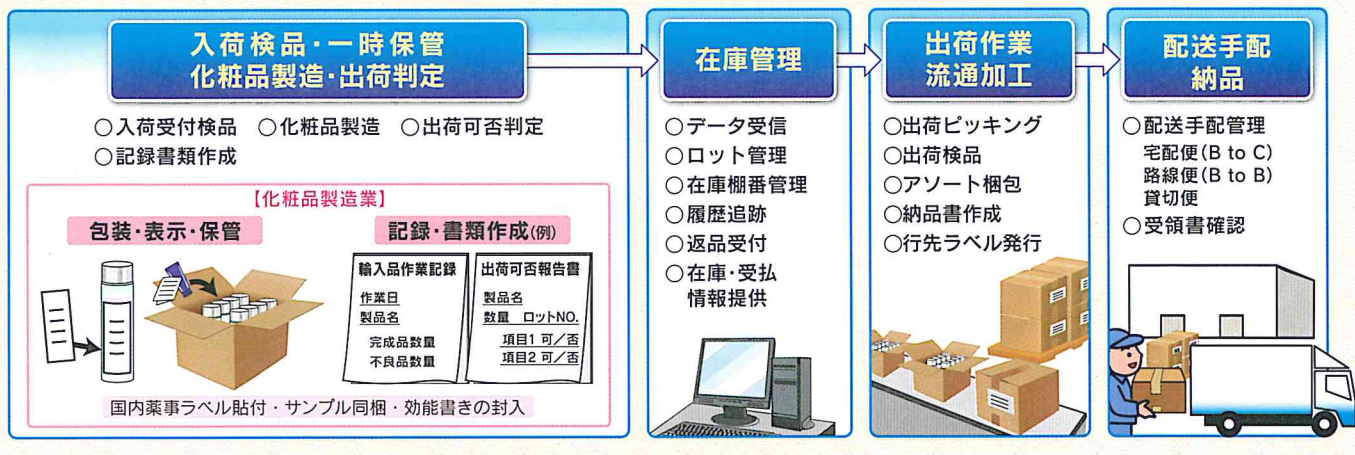 入荷検品・一時保管
化粧品製造・出荷判定
○入荷受付検品 ○化粧品製造 ○出荷可否判定
○記録書類作成
【化粧品製造業】
包装・表示・保管
記録・書類作成(例)
輸入品作業記録
作業日
製品名
完成品数量
不良品数量
出荷可否報告書
製品名
数量 ロットNO.
項目1 可／否
項目2 可／否
国内薬事ラベル貼付・サンプル同梱・効能書きの封入
在庫管理
○データ受信
○ロット管理
○在庫棚番管理
○履歴追跡
○返品受付
○在庫・受払
情報提供
出荷作業
流通加工
○出荷ピッキング
○出荷検品
○アソート梱包
○納品書作成
○行先ラベル発行
配送手配
納品
○配送手配管理
宅配便(B to C)
路線便(B to B)
貸切便
○受領書確認